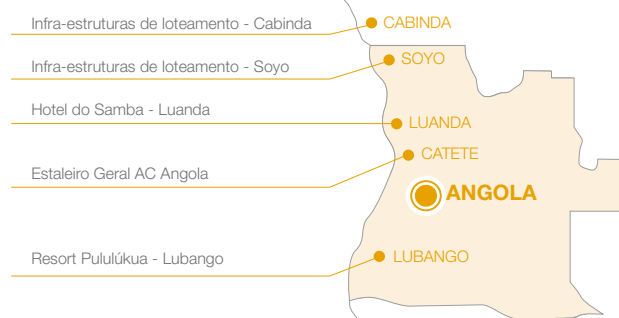 Infra-estruturas de loteamento - Cabinda
CABINDA
Infra-estruturas de loteamento - Soyo
SOYO
Hotel do Samba - Luanda
LUANDA
CATETE
Estaleiro Geral AC Angola
ANGOLA
Resort Pululúkua - Lubango
LUBANGO